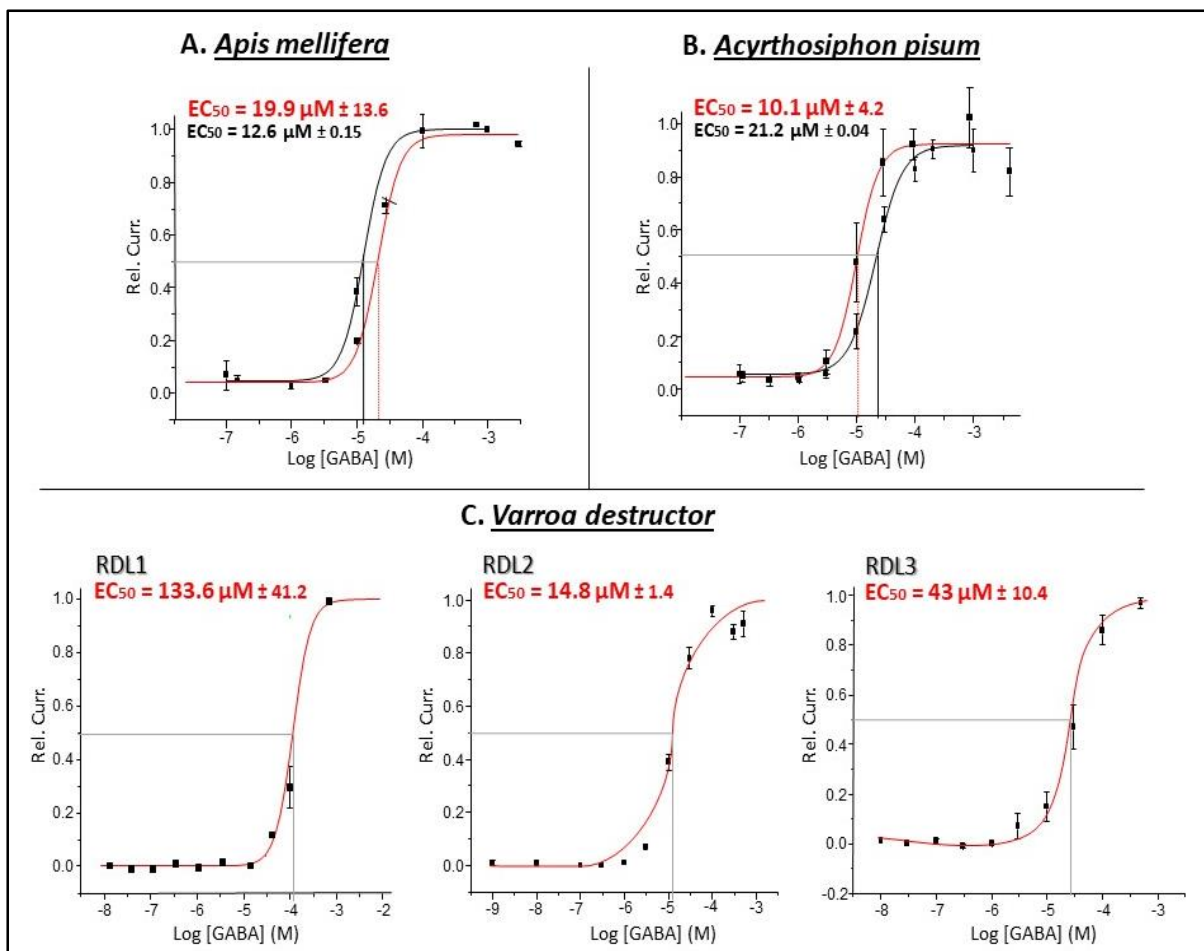 A. Apis mellifera
EC50 = 19.9 µM ± 13.6
EC50 = 12.6 µM ± 0.15
1.0
0.8
0.6
0.4
0.2
0.0
Rel. Curr.
-7 -6 -5 -4 -3
Log [GABA] (M)
B. Acyrthosiphon pisum
EC50 = 10.1 µM ± 4.2
EC50 = 21.2 µM ± 0.04
1.0
0.8
0.6
0.4
0.2
0.0
Rel. Curr.
-7 -6 -5 -4 -3
Log [GABA] (M)
C. Varroa destructor
RDL1
EC50 = 133.6 µM ± 41.2
1.0
0.8
0.6
0.4
0.2
0.0
Rel. Curr.
-8 -7 -6 -5 -4 -3 -2
Log [GABA] (M)
RDL2
EC50 = 14.8 µM ± 1.4
1.0
0.8
0.6
0.4
0.2
0.0
Rel. Curr.
-9 -8 -7 -6 -5 -4 -3
Log [GABA] (M)
RDL3
EC50 = 43 µM ± 10.4
1.0
0.8
0.6
0.4
0.2
0.0
-0.2
Rel. Curr.
-8 -7 -6 -5 -4 -3
Log [GABA] (M)